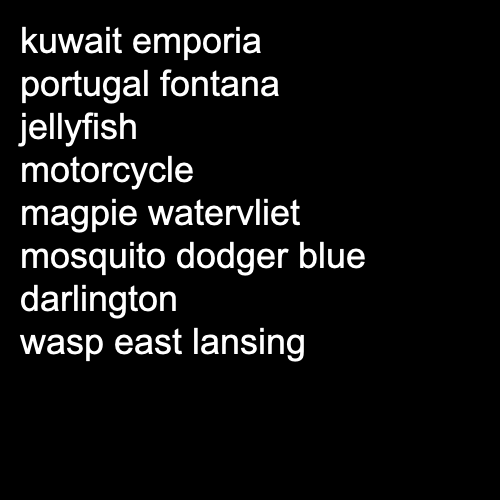 kuwait emporia
portugal fontana
jellyfish
motorcycle
magpie watervliet
mosquito dodger blue
darlington
wasp east lansing